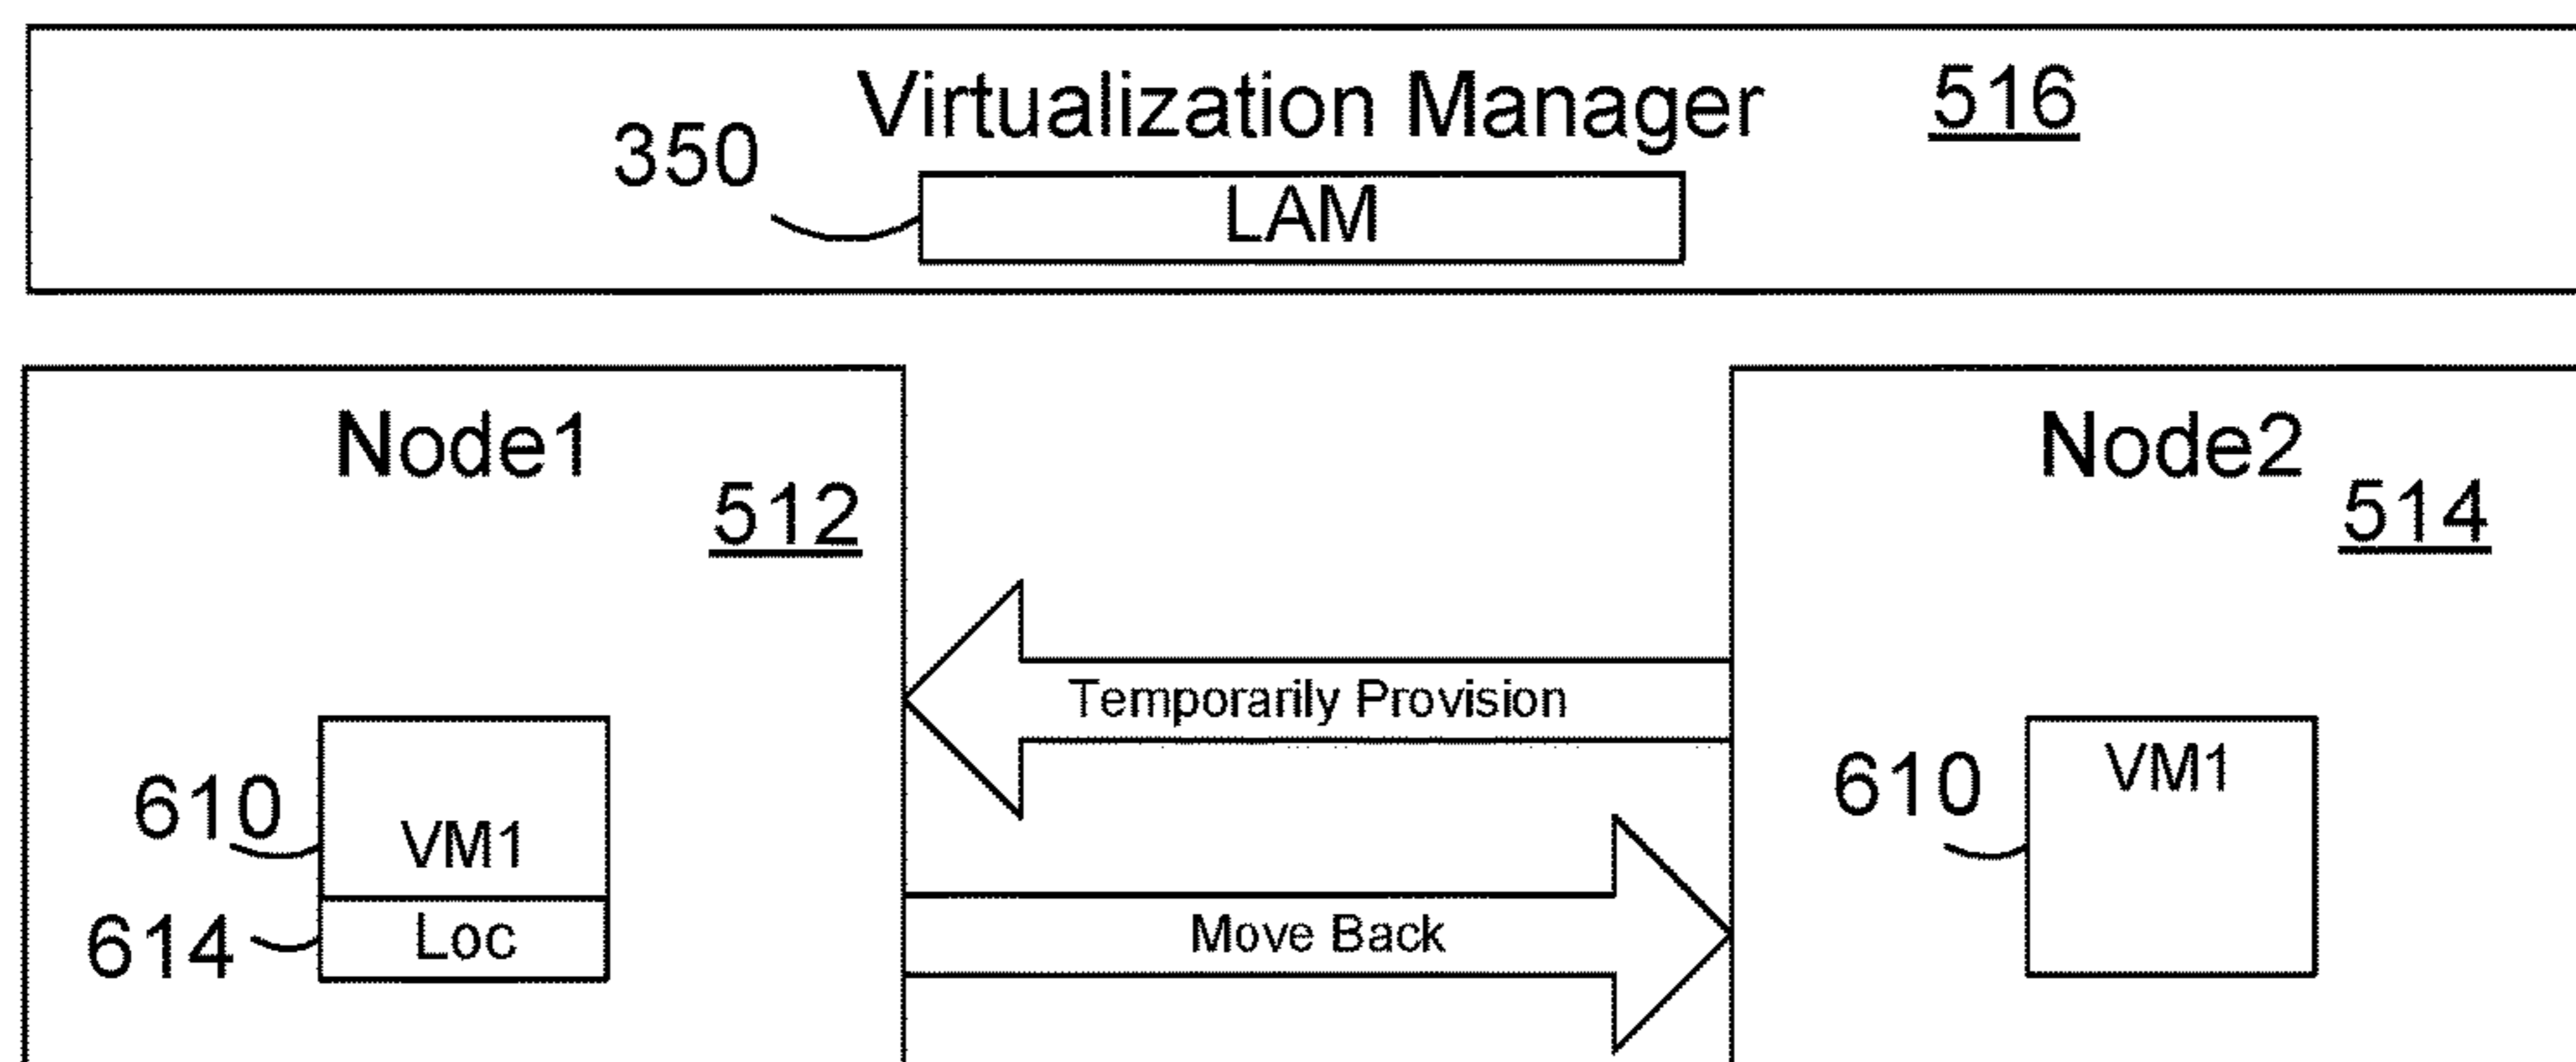 Virtualization Manager
516
350
LAM
Node1
512
Node2
514
Temporarily Provision
610
VM1
614
Loc
Move Back
610
VM1